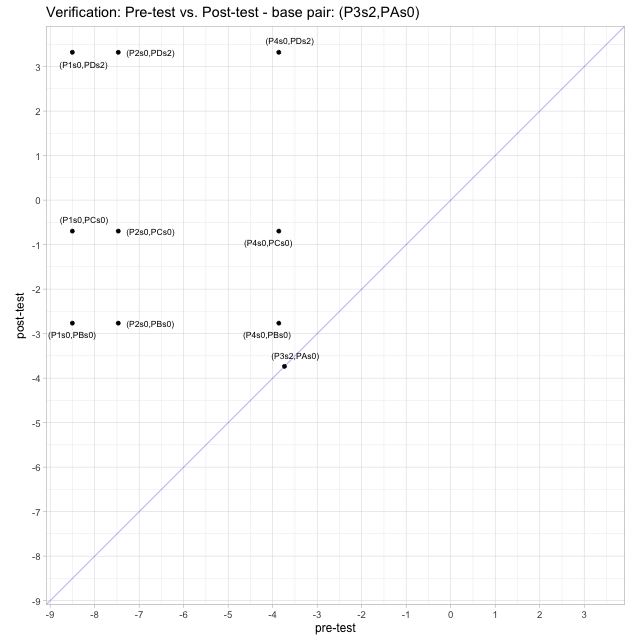 Verification: Pre-test vs. Post-test - base pair: (P3s2,PAs0)
(P4s0,PDs2)
(P2s0,PDs2)
(P1s0,PDs2)
3
2
1
0
(P1s0,PCs0)
(P2s0,PCs0)
(P4s0,PCs0)
-1
-2
(P2s0,PBs0)
(P1s0,PBs0)
(P4s0,PBs0)
-3
(P3s2,PAs0)
-4
-5
-6
-7
-8
-9
post-test
-9 -8 -7 -6 -5 -4 -3 -2 -1 0 1 2 3
pre-test